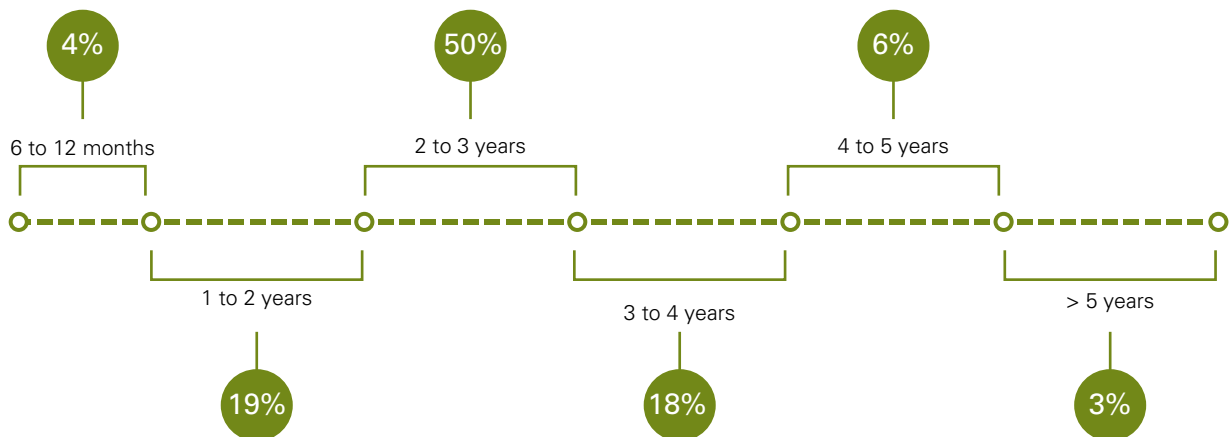 4%
50%
6%
6 to 12 months
2 to 3 years
4 to 5 years
1 to 2 years
3 to 4 years
> 5 years
19%
18%
3%